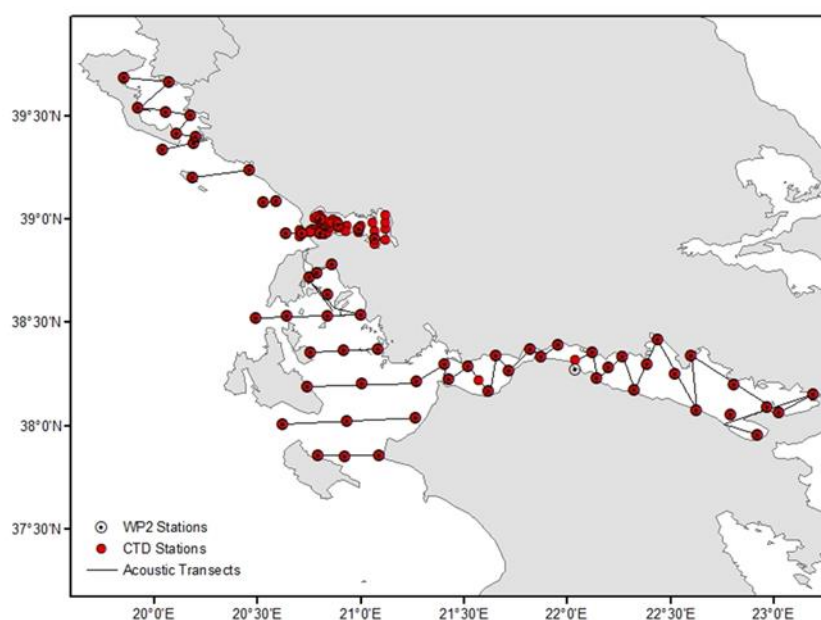 39°30'N
39°0'N
38°30'N
38°0'N
37°30'N
WP2 Stations
CTD Stations
Acoustic Transects
20°0'E
20°30'E
21°0'E
21°30'E
22°0'E
22°30'E
23°0'E